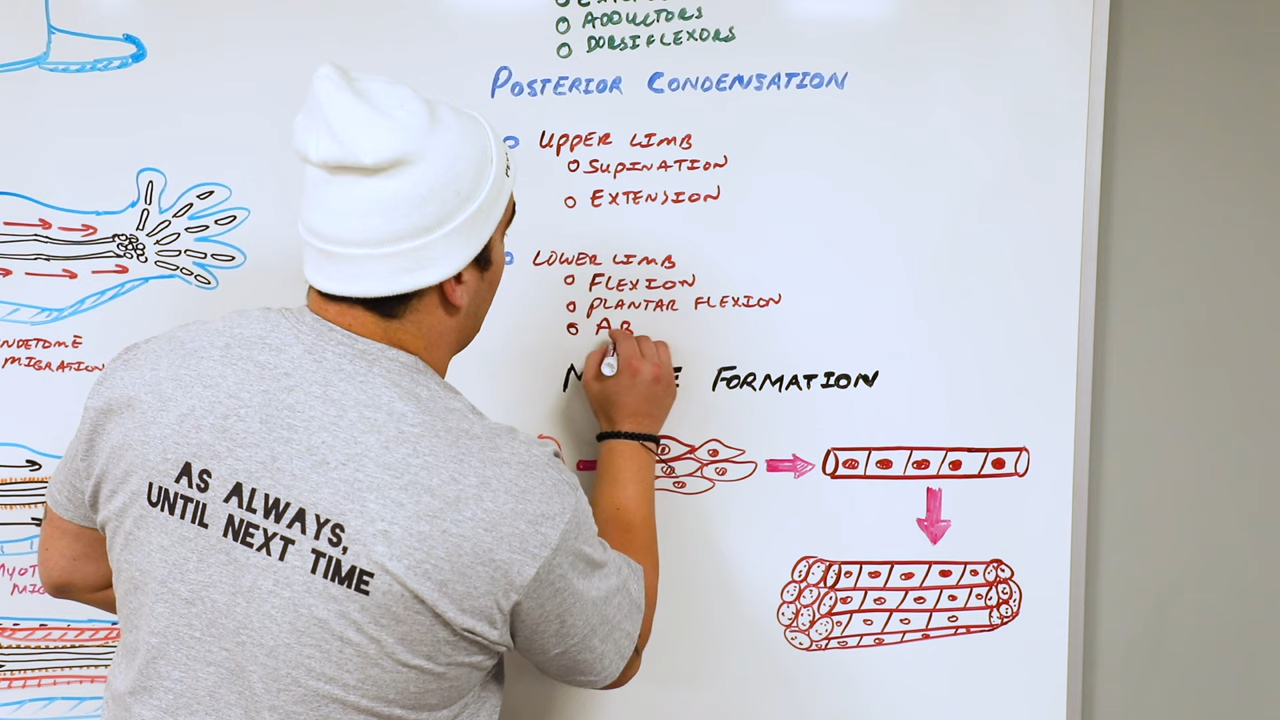 ADDUCTORS
DORSIFLEXORS
POSTERIOR CONDENSATION
UPPER LIMB
SUPINATION
EXTENSION
LOWER LIMB
FLEXION
PLANTAR FLEXION
AB
FORMATION
MIGRATION
AS ALWAYS,
UNTIL NEXT TIME